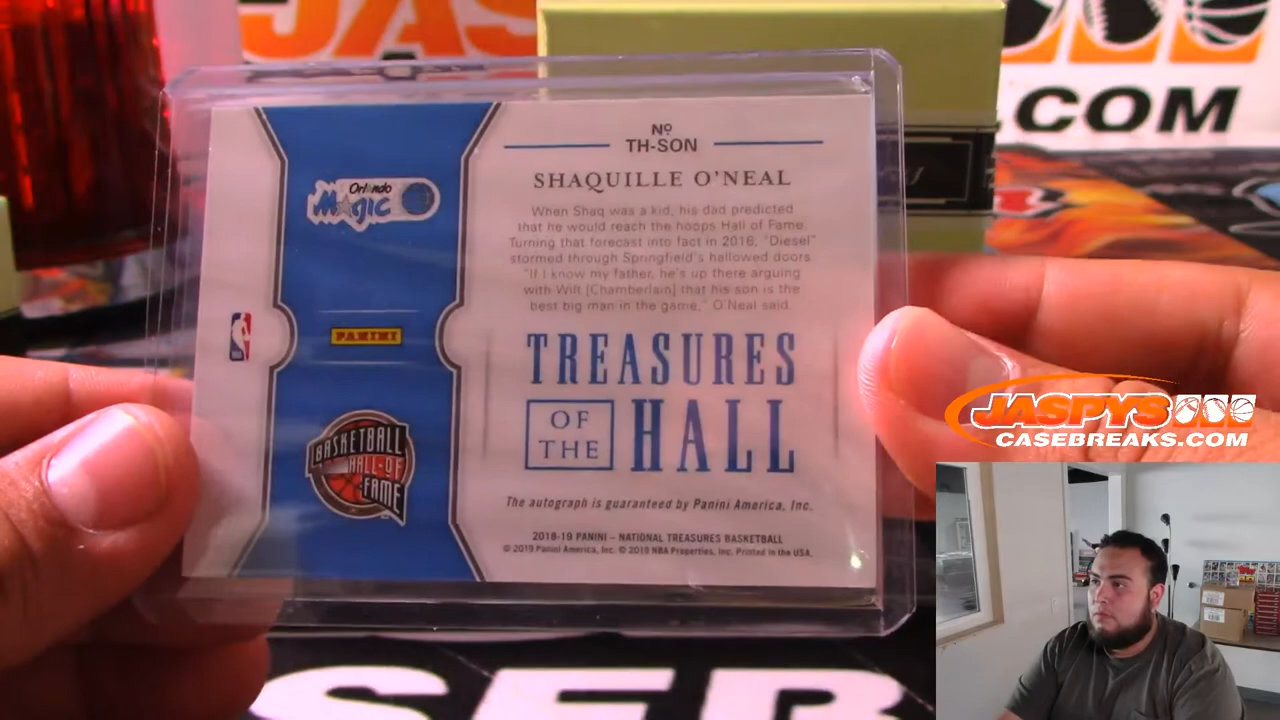 JAS
.COM
Nº
TH-SON
SHAQUILLE O'NEAL
When Shaq was a kid, his dad predicted
that he would reach the hoops Hall of Fame.
Turning that forecast into fact in 2016, "Diesel"
stormed through Springfield's hallowed doors.
"If I know my father, he's up there arguing
with Wilt [Chamberlain] that his son is the
best big man in the game," O'Neal said.
TREASURES
OF THE HALL
The autograph is guaranteed by Panini America, Inc.
2018-19 PANINI – NATIONAL TREASURES BASKETBALL
© 2019 Panini America, Inc. © 2019 NBA Properties, Inc. Printed in the USA.
Orlando
Magic
PANINI
BASKETBALL
HALL-OF
FAME
JASPYS
CASEBREAKS.COM
SEB